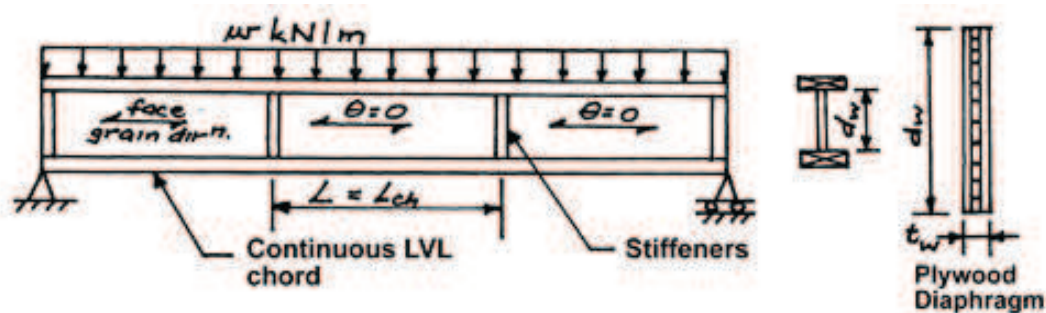 w kN/m
face
grain dirn.
θ=0
θ=0
L = Lch
Continuous LVL
chord
Stiffeners
dw
dw
tw
Plywood
Diaphragm